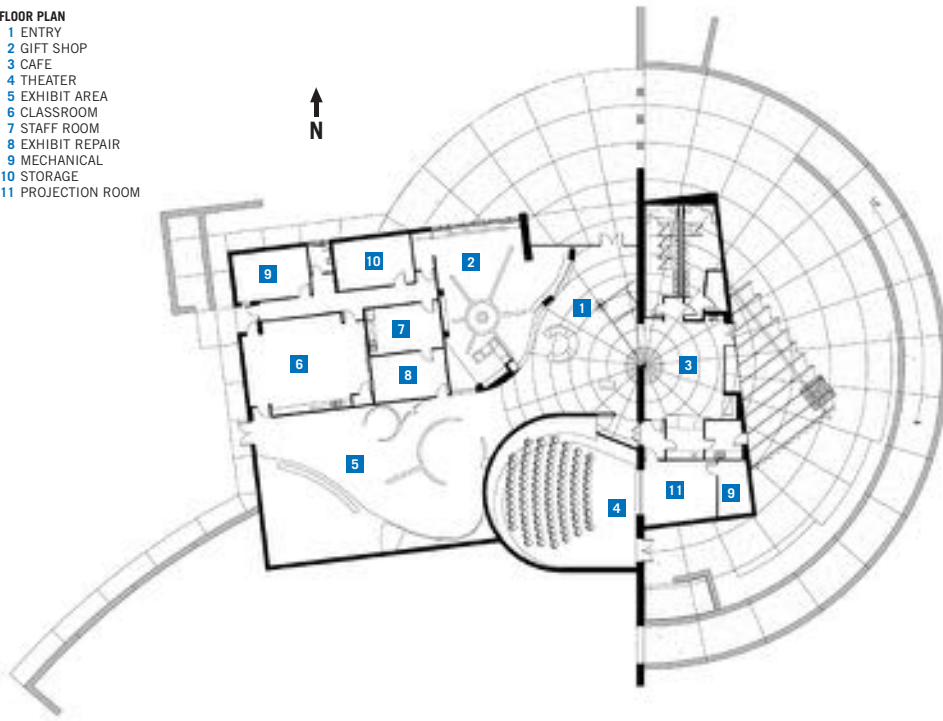 FLOOR PLAN
1 ENTRY
2 GIFT SHOP
3 CAFE
4 THEATER
5 EXHIBIT AREA
6 CLASSROOM
7 STAFF ROOM
8 EXHIBIT REPAIR
9 MECHANICAL
10 STORAGE
11 PROJECTION ROOM
N
2
9
10
1
7
6
3
8
5
11
9
4